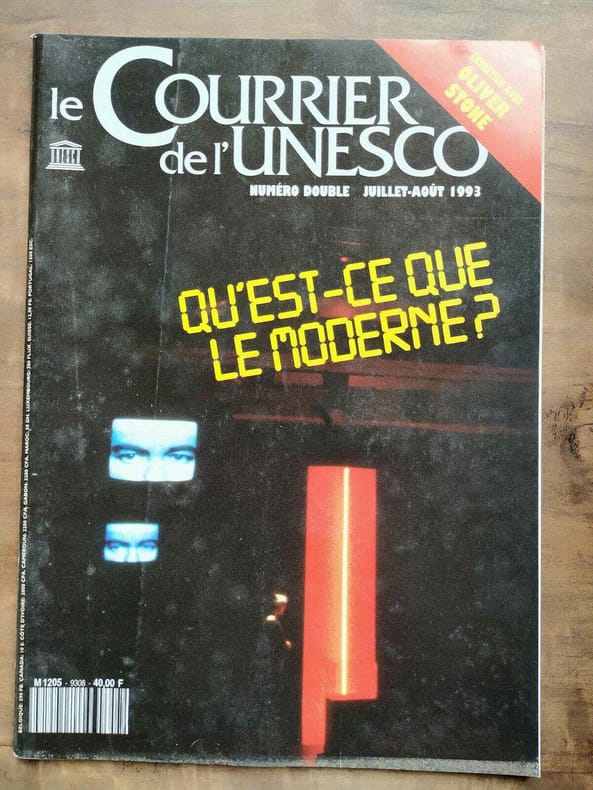 le COURRIER
de l'UNESCO
ENTRETIEN AVEC
OLIVER
STONE
NUMÉRO DOUBLE JUILLET-AOÛT 1993
QU'EST-CE QUE
LE MODERNE?
M 1205 - 9308 - 40,00 F